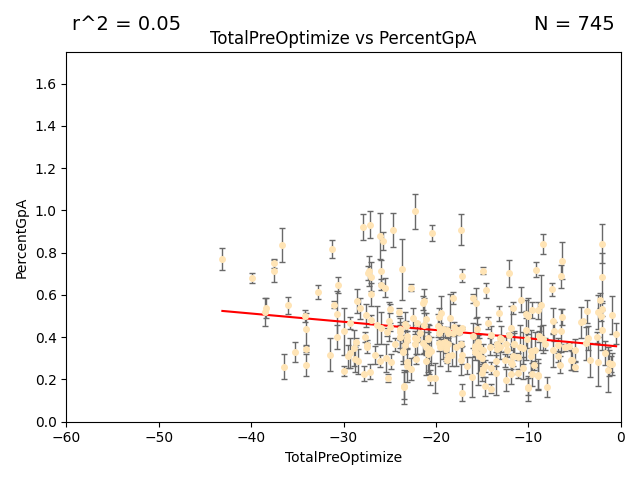 r^2 = 0.05
N = 745
TotalPreOptimize vs PercentGpA
PercentGpA
1.6
1.4
1.2
1.0
0.8
0.6
0.4
0.2
0.0
−60 −50 −40 −30 −20 −10 0
TotalPreOptimize